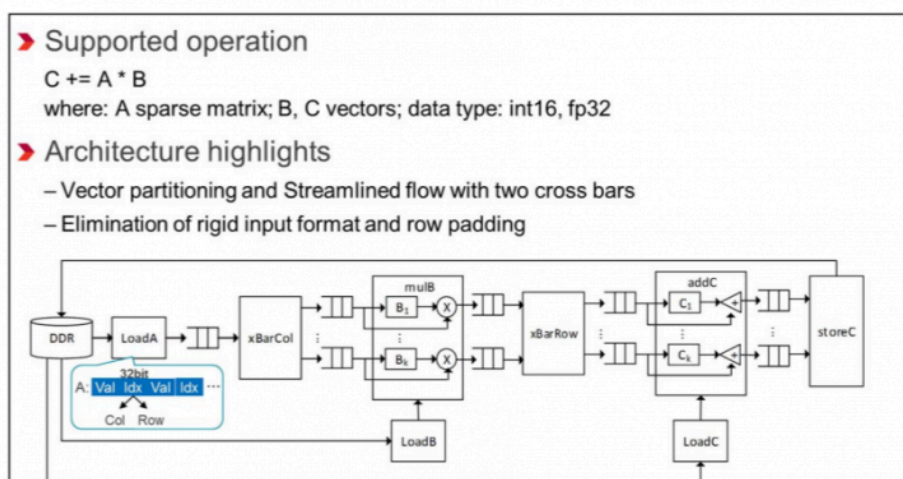 Supported operation
C += A * B
where: A sparse matrix; B, C vectors; data type: int16, fp32
Architecture highlights
– Vector partitioning and Streamlined flow with two cross bars
– Elimination of rigid input format and row padding
mulB
addC
B1
X
C1
+
DDR
LoadA
xBarCol
xBarRow
storeC
Bk
X
Ck
+
32bit
A: Val Idx Val Idx ...
Col Row
LoadB
LoadC